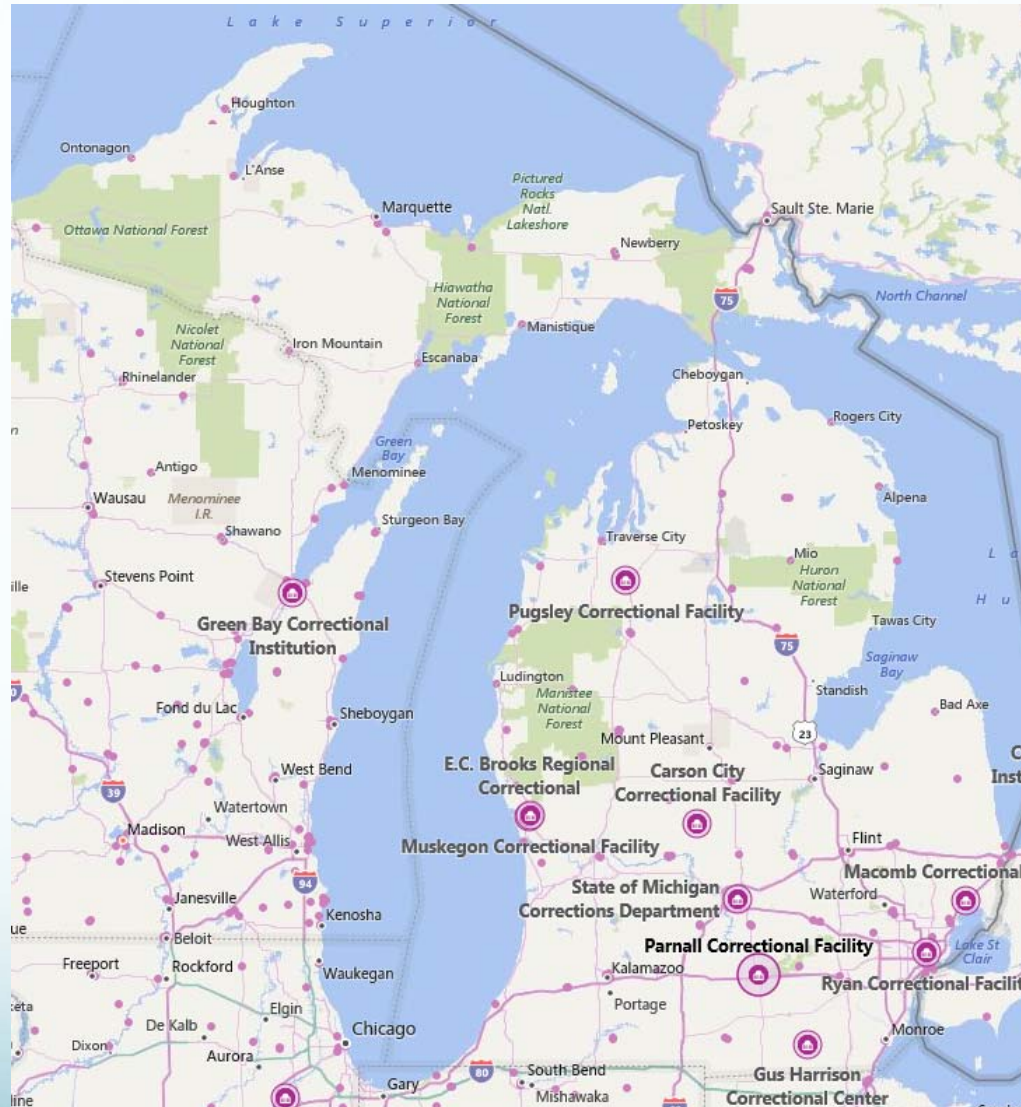 Lake Superior
Houghton
Ontonagon
L'Anse
Marquette
Pictured
Rocks
Natl.
Lakeshore
Sault Ste. Marie
Ottawa National Forest
Newberry
Hiawatha
National
Forest
75
North Channel
Nicolet
National
Forest
Iron Mountain
Manistique
Escanaba
Rhinelander
Cheboygan
Petoskey
Rogers City
Green
Bay
Antigo
Menominee
Wausau
Menominee
I.R.
Alpena
Sturgeon Bay
Shawano
Traverse City
Mio
Huron
National
Forest
La
Hu
Stevens Point
ille
Green Bay Correctional
Institution
Pugsley Correctional Facility
Tawas City
75
Saginaw
Bay
Ludington
Manistee
National
Forest
Standish
Fond du Lac
Sheboygan
Bad Axe
23
Mount Pleasant
E.C. Brooks Regional
Correctional
Carson City
Correctional Facility
Saginaw
C
Inst
West Bend
39
Watertown
Madison
West Allis
Muskegon Correctional Facility
Flint
94
State of Michigan
Corrections Department
Waterford
Macomb Correctional
Janesville
Kenosha
ue
Beloit
Parnall Correctional Facility
Lake St
Clair
Freeport
Rockford
Waukegan
Kalamazoo
Ryan Correctional Facilit
Portage
keta
Elgin
De Kalb
Chicago
Monroe
Dixon
Aurora
80
South Bend
Gary
Mishawaka
Gus Harrison
Correctional Center
line